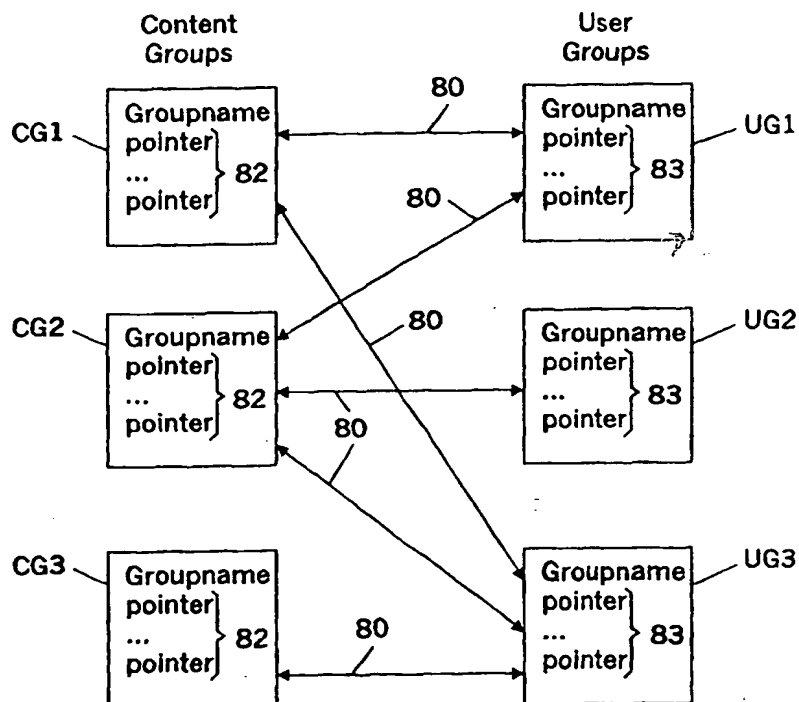 Content
Groups
User
Groups
80
CG1
Groupname
pointer
...
pointer
82
Groupname
pointer
...
pointer
83
UG1
80
CG2
Groupname
pointer
...
pointer
82
80
80
Groupname
pointer
...
pointer
83
UG2
80
CG3
Groupname
pointer
...
pointer
82
80
Groupname
pointer
...
pointer
83
UG3